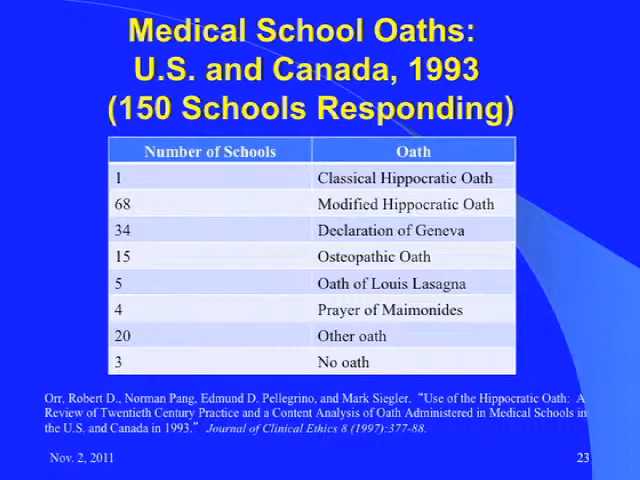 Medical School Oaths:
U.S. and Canada, 1993
(150 Schools Responding)
Number of Schools Oath
1 Classical Hippocratic Oath
68 Modified Hippocratic Oath
34 Declaration of Geneva
15 Osteopathic Oath
5 Oath of Louis Lasagna
4 Prayer of Maimonides
20 Other oath
3 No oath
Orr, Robert D., Norman Pang, Edmund D. Pellegrino, and Mark Siegler. “Use of the Hippocratic Oath: A
Review of Twentieth Century Practice and a Content Analysis of Oath Administered in Medical Schools in
the U.S. and Canada in 1993.” Journal of Clinical Ethics 8 (1997):377-88.
Nov. 2, 2011 23